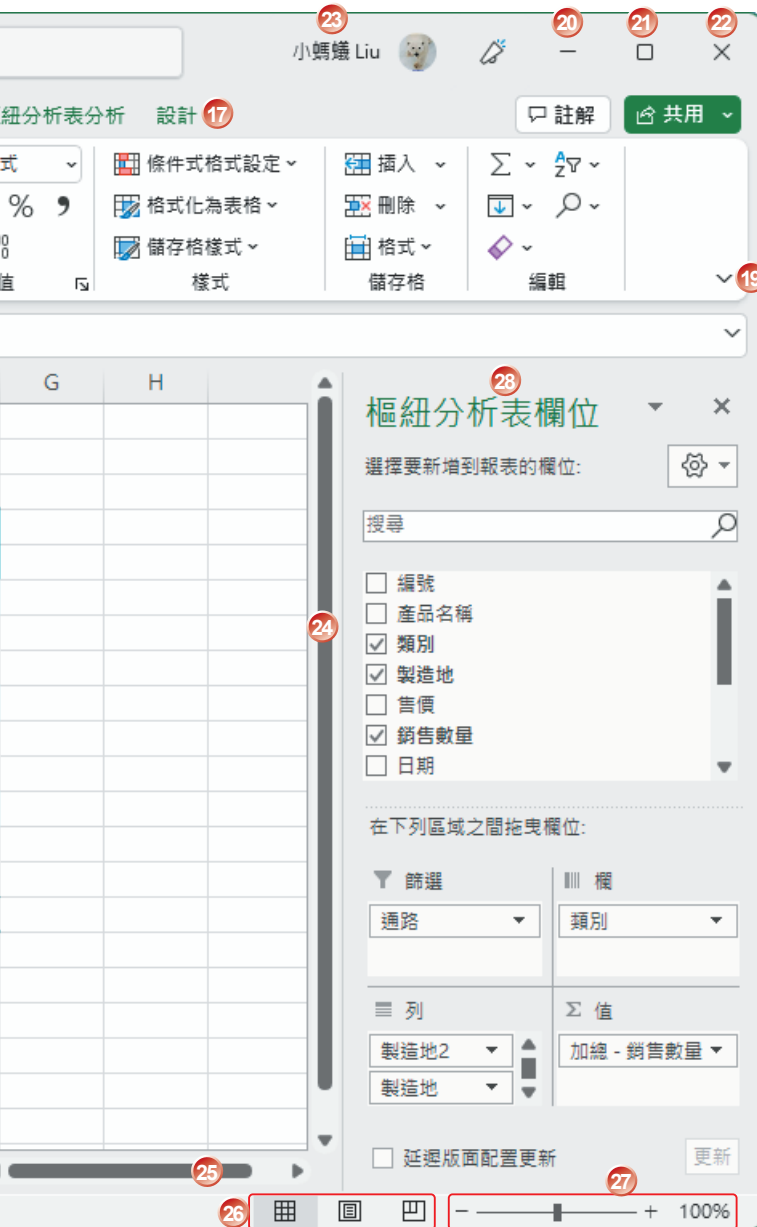 23 20 21 22
小螞蟻 Liu
紐分析表分析 設計 17 註解 共用
式 條件式格式設定 插入
% 格式化為表格 刪除
儲存格樣式 格式
值 樣式 儲存格 編輯 19
G H
28
樞紐分析表欄位
選擇要新增到報表的欄位:
搜尋
編號
產品名稱
24
類別
製造地
售價
銷售數量
日期
在下列區域之間拖曳欄位:
篩選 欄
通路 類別
列 Σ 值
製造地2 加總 - 銷售數量
製造地
延遲版面配置更新 更新
25 27
26 100%